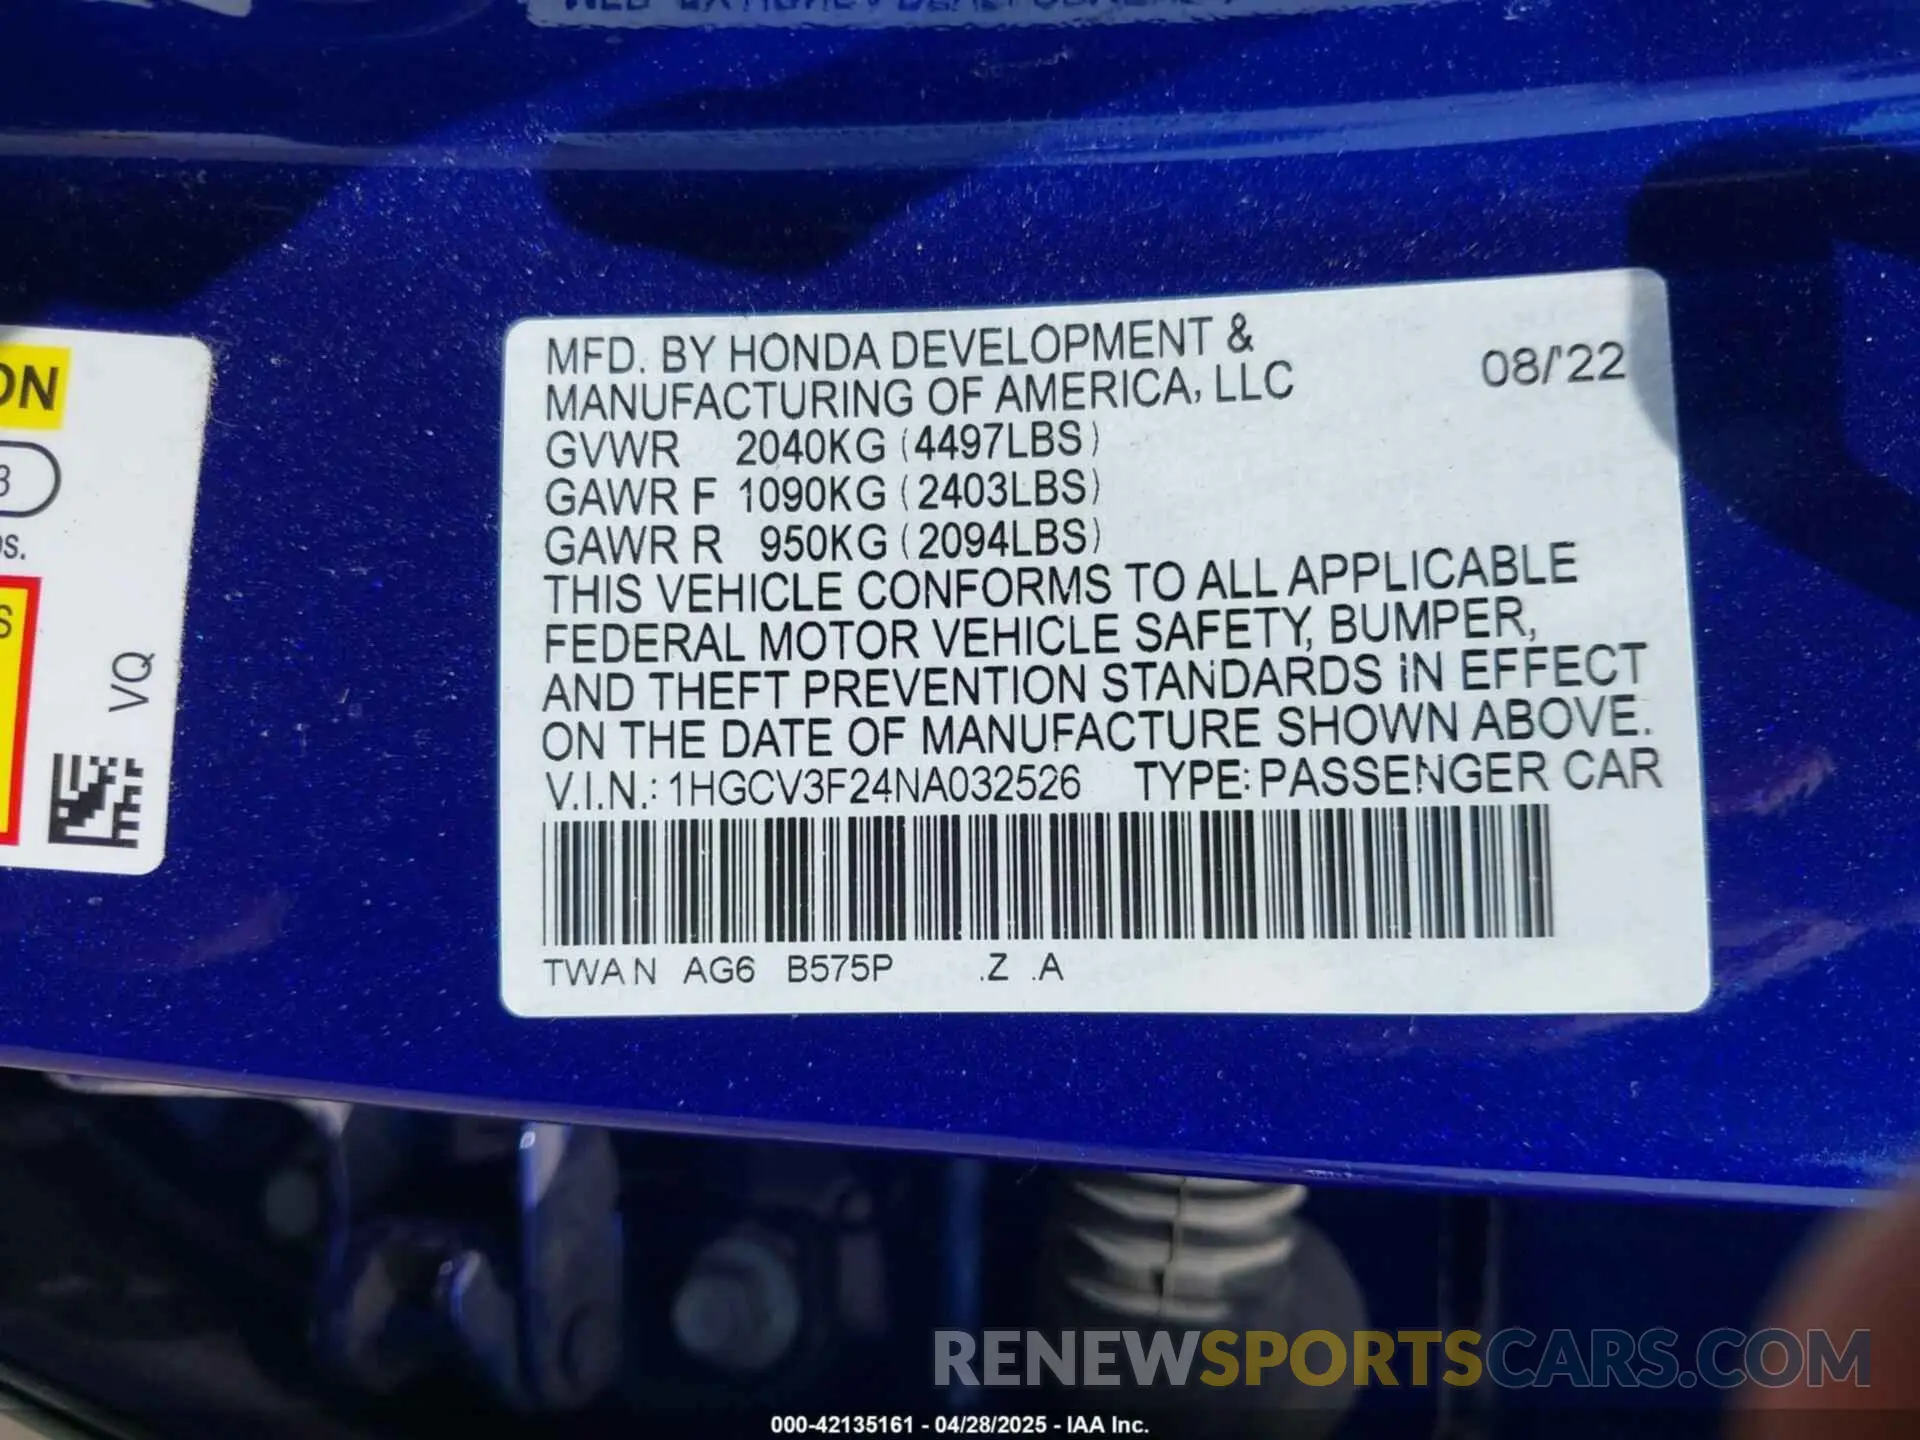 MFD. BY HONDA DEVELOPMENT &
MANUFACTURING OF AMERICA, LLC
08/'22
GVWR 2040KG (4497LBS)
GAWR F 1090KG (2403LBS)
GAWR R 950KG (2094LBS)
THIS VEHICLE CONFORMS TO ALL APPLICABLE
FEDERAL MOTOR VEHICLE SAFETY, BUMPER,
AND THEFT PREVENTION STANDARDS IN EFFECT
ON THE DATE OF MANUFACTURE SHOWN ABOVE.
V.I.N.: 1HGCV3F24NA032526 TYPE: PASSENGER CAR
TWAN AG6 B575P .Z .A
ON
3
S.
S
VQ
RENEWSPORTSCARS.COM
000-42135161 - 04/28/2025 - IAA Inc.